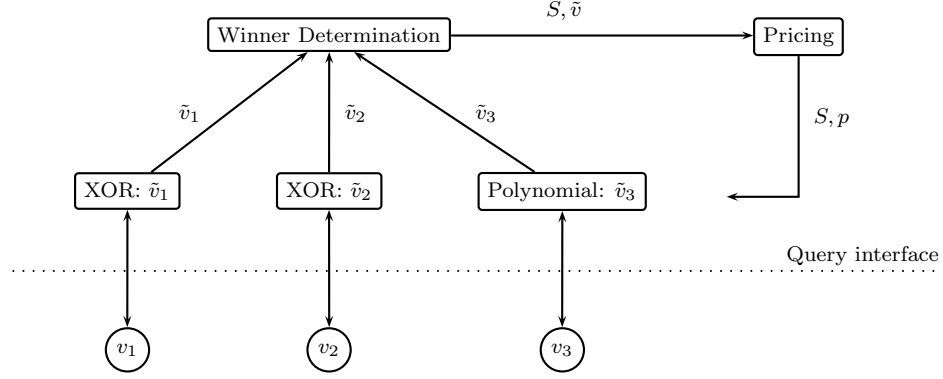 S, ṽ
Winner Determination
Pricing
ṽ₁
ṽ₂
ṽ₃
S, p
XOR: ṽ₁
XOR: ṽ₂
Polynomial: ṽ₃
Query interface
v₁
v₂
v₃